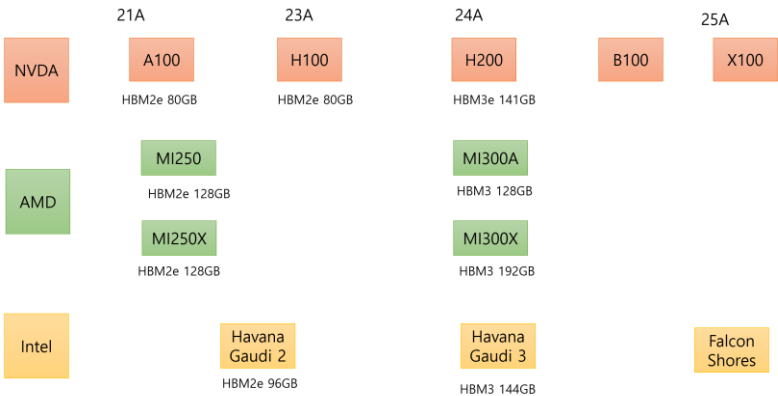 21A 23A 24A 25A
NVDA A100 H100 H200 B100 X100
HBM2e 80GB HBM2e 80GB HBM3e 141GB
MI250 MI300A
HBM2e 128GB HBM3 128GB
AMD
MI250X MI300X
HBM2e 128GB HBM3 192GB
Intel
Havana Havana Falcon
Gaudi 2 Gaudi 3 Shores
HBM2e 96GB HBM3 144GB